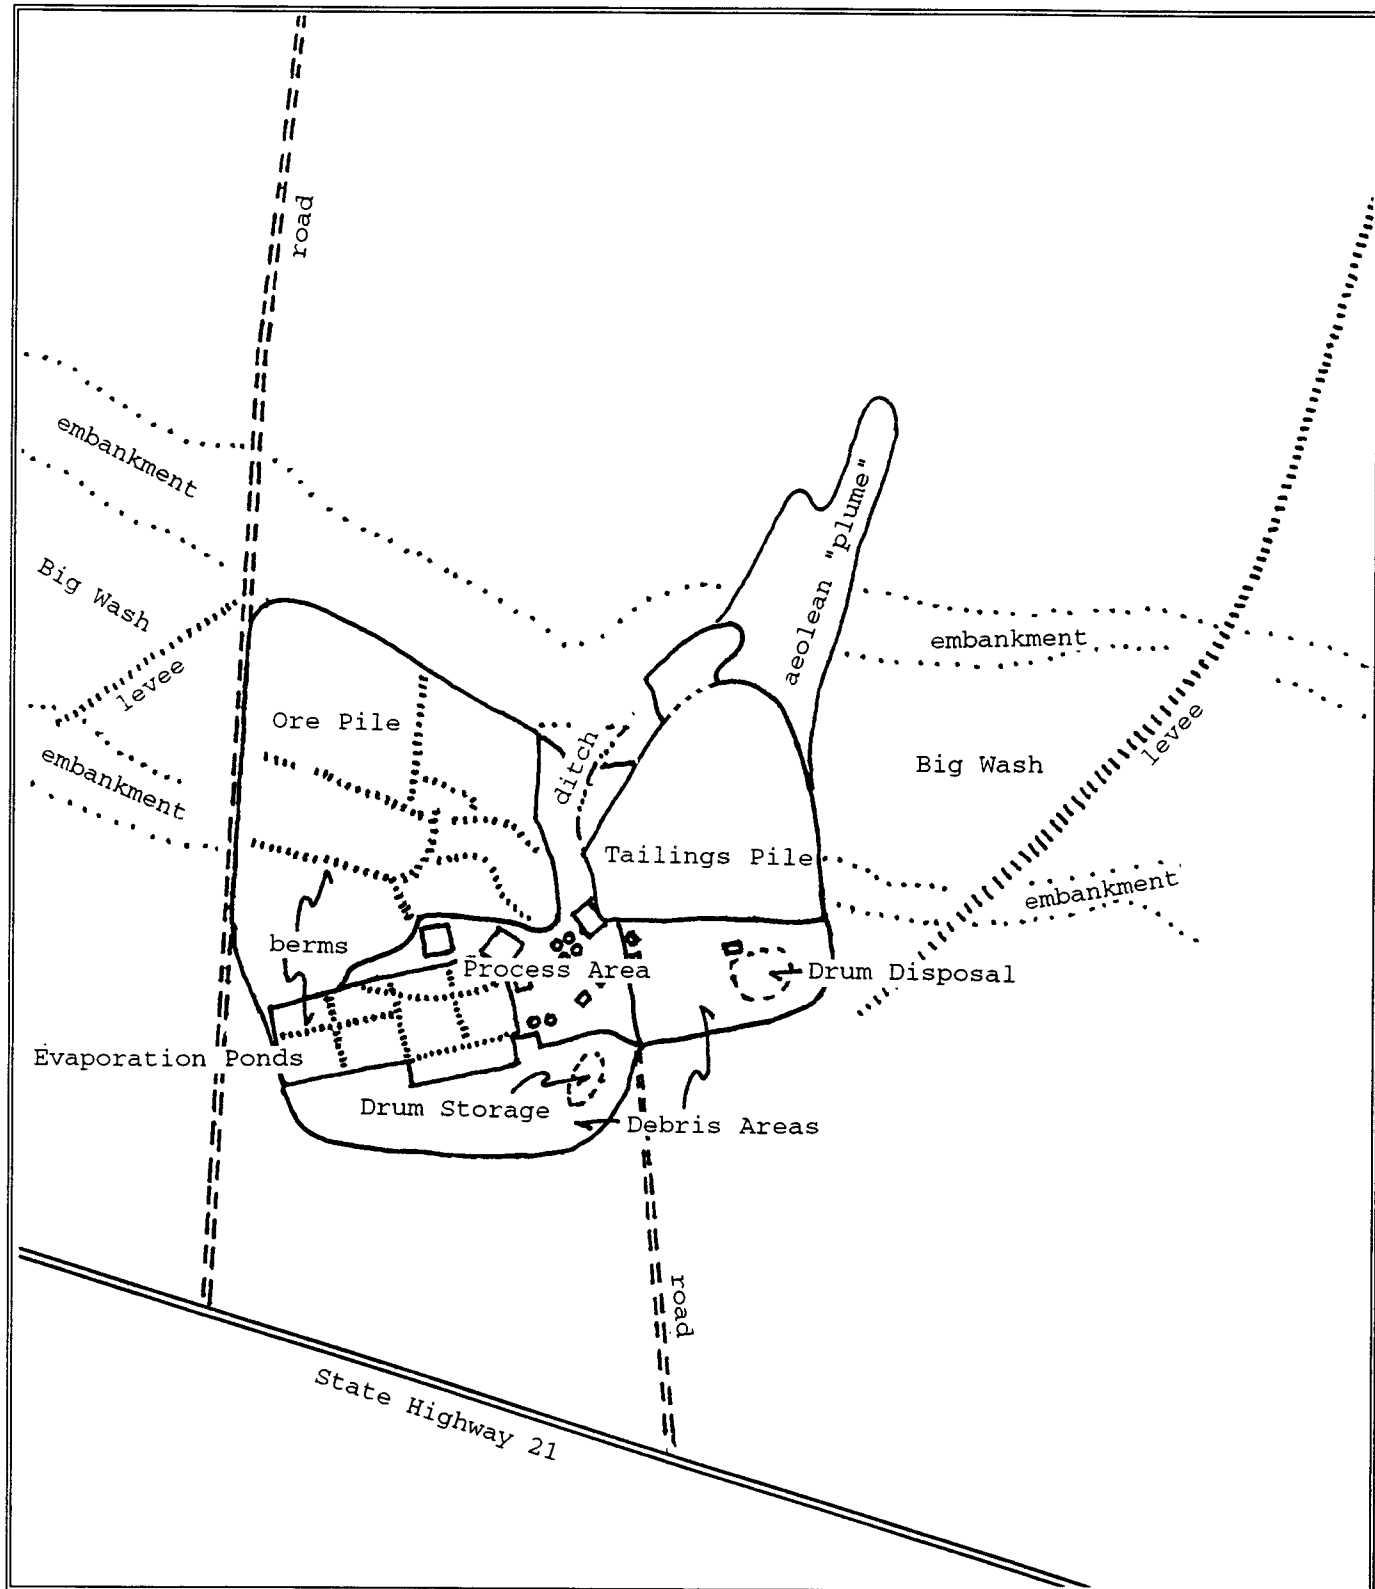 road
embankment
aeolean "plume"
Big Wash
embankment
levee
Ore Pile
ditch
levee
embankment
Big Wash
Tailings Pile
embankment
berms
Process Area
Drum Disposal
Evaporation Ponds
Drum Storage
Debris Areas
road
State Highway 21